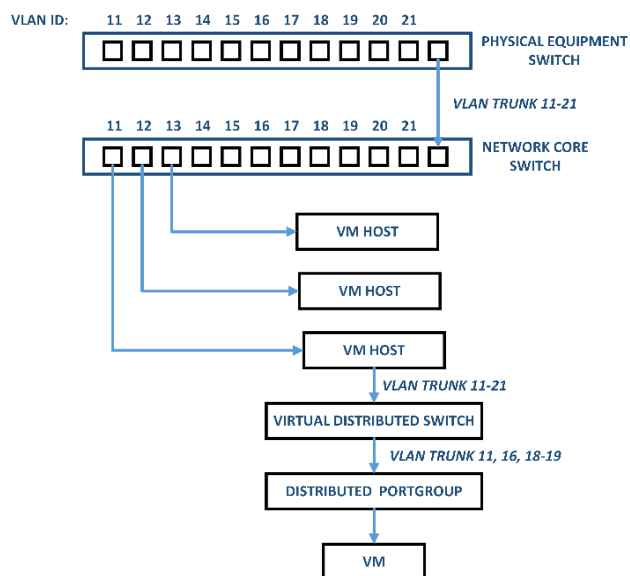 VLAN ID: 11 12 13 14 15 16 17 18 19 20 21
PHYSICAL EQUIPMENT
SWITCH
VLAN TRUNK 11-21
11 12 13 14 15 16 17 18 19 20 21
NETWORK CORE
SWITCH
VM HOST
VM HOST
VM HOST
VLAN TRUNK 11-21
VIRTUAL DISTRIBUTED SWITCH
VLAN TRUNK 11, 16, 18-19
DISTRIBUTED PORTGROUP
VM